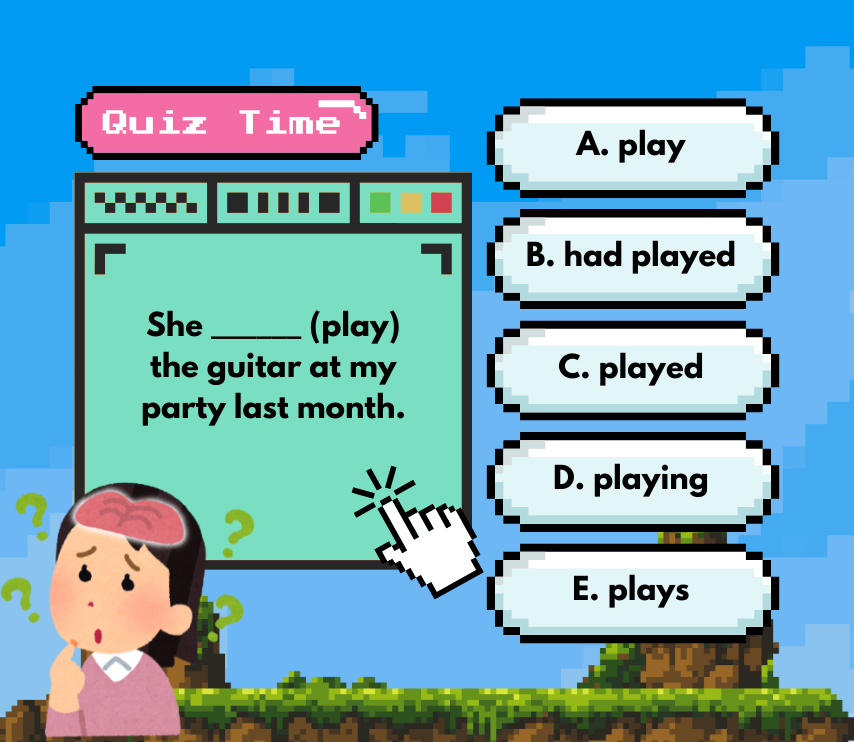 Quiz Time
She ______ (play)
the guitar at my
party last month.
A. play
B. had played
C. played
D. playing
E. plays